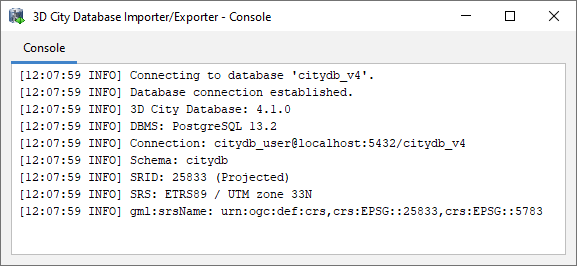 3D City Database Importer/Exporter - Console
Console
[12:07:59 INFO] Connecting to database 'citydb_v4'.
[12:07:59 INFO] Database connection established.
[12:07:59 INFO] 3D City Database: 4.1.0
[12:07:59 INFO] DBMS: PostgreSQL 13.2
[12:07:59 INFO] Connection: citydb_user@localhost:5432/citydb_v4
[12:07:59 INFO] Schema: citydb
[12:07:59 INFO] SRID: 25833 (Projected)
[12:07:59 INFO] SRS: ETRS89 / UTM zone 33N
[12:07:59 INFO] gml:srsName: urn:ogc:def:crs,crs:EPSG::25833,crs:EPSG::5783